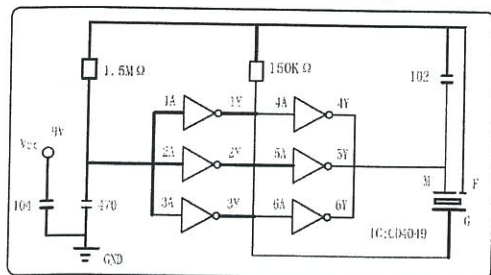 1.5MΩ
150KΩ
102
1A
1Y
4A
4Y
9V
Vcc
2A
2Y
5A
5Y
M
F
104
470
3A
3Y
6A
6Y
G
IC:CD4049
GND